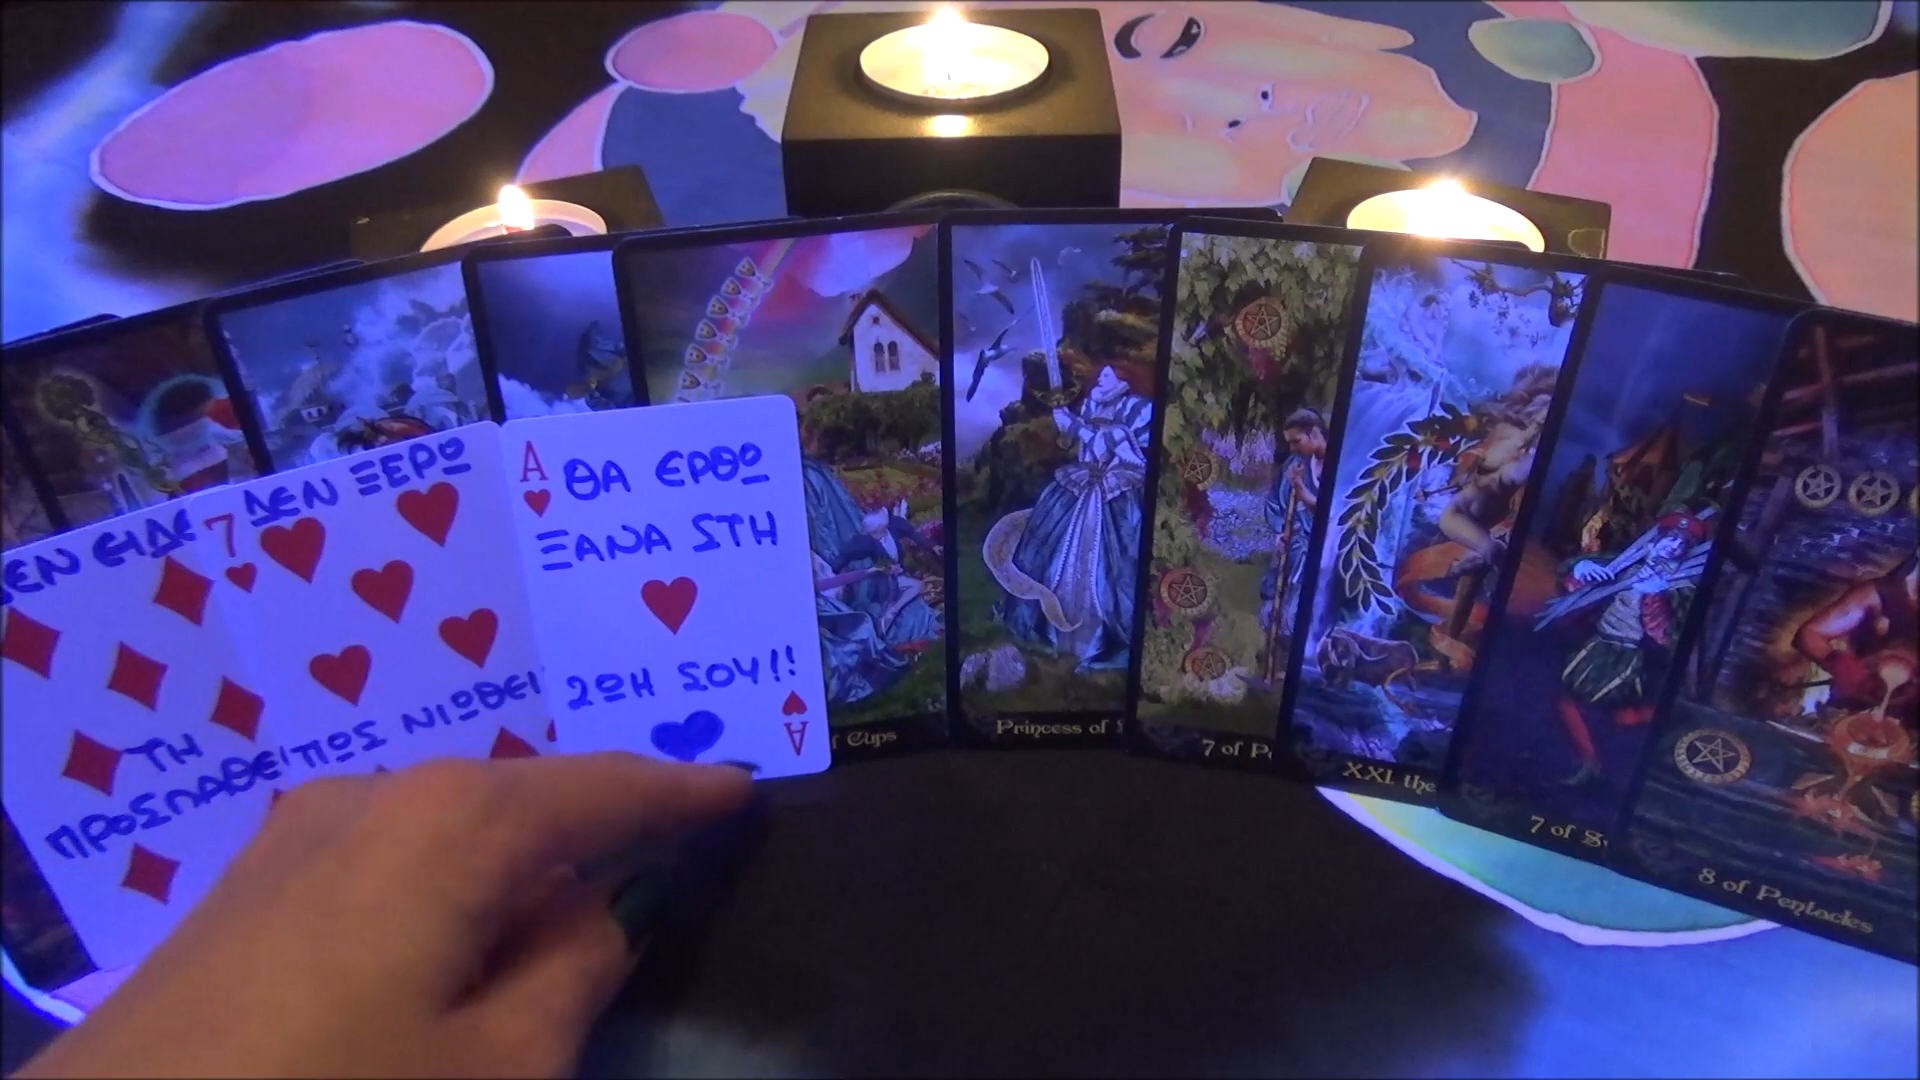 ΔΕΝ ΕΙΔΕ
ΤΗ
ΠΡΟΣΠΑΘΕΙ
7
ΔΕΝ ΞΕΡΩ
ΠΩΣ ΝΙΩΘΕΙ
A
ΘΑ ΕΡΘΩ
ΞΑΝΑ ΣΤΗ
ΖΩΗ ΣΟΥ!!
A
f Cups
Princess of
7 of P
XXI the
7 of S
8 of Pentacles